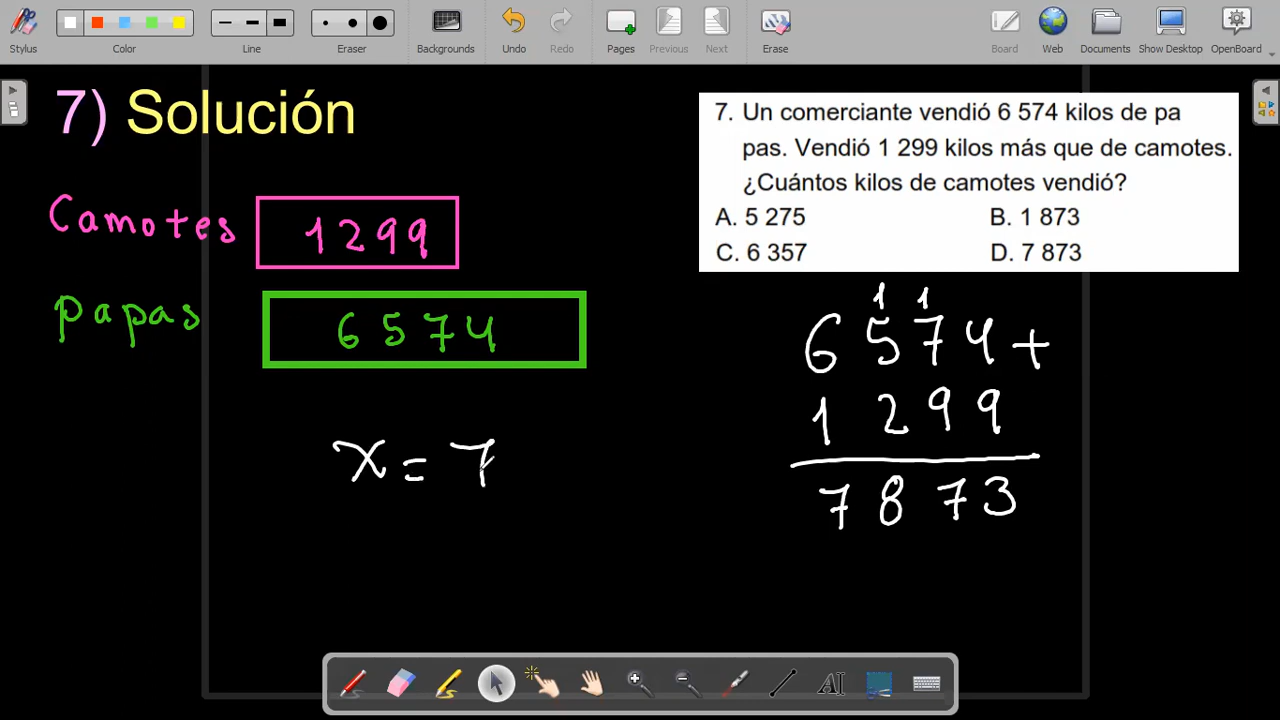 Stylus Color Line Eraser Backgrounds Undo Redo Pages Previous Next Erase Board Web Documents Show Desktop OpenBoard
7) Solución
7. Un comerciante vendió 6 574 kilos de pa
pas. Vendió 1 299 kilos más que de camotes.
¿Cuántos kilos de camotes vendió?
A. 5 275 B. 1 873
C. 6 357 D. 7 873
Camotes 1299
papas 6574
x = 7
1 1
6574+
1299
7873
AI